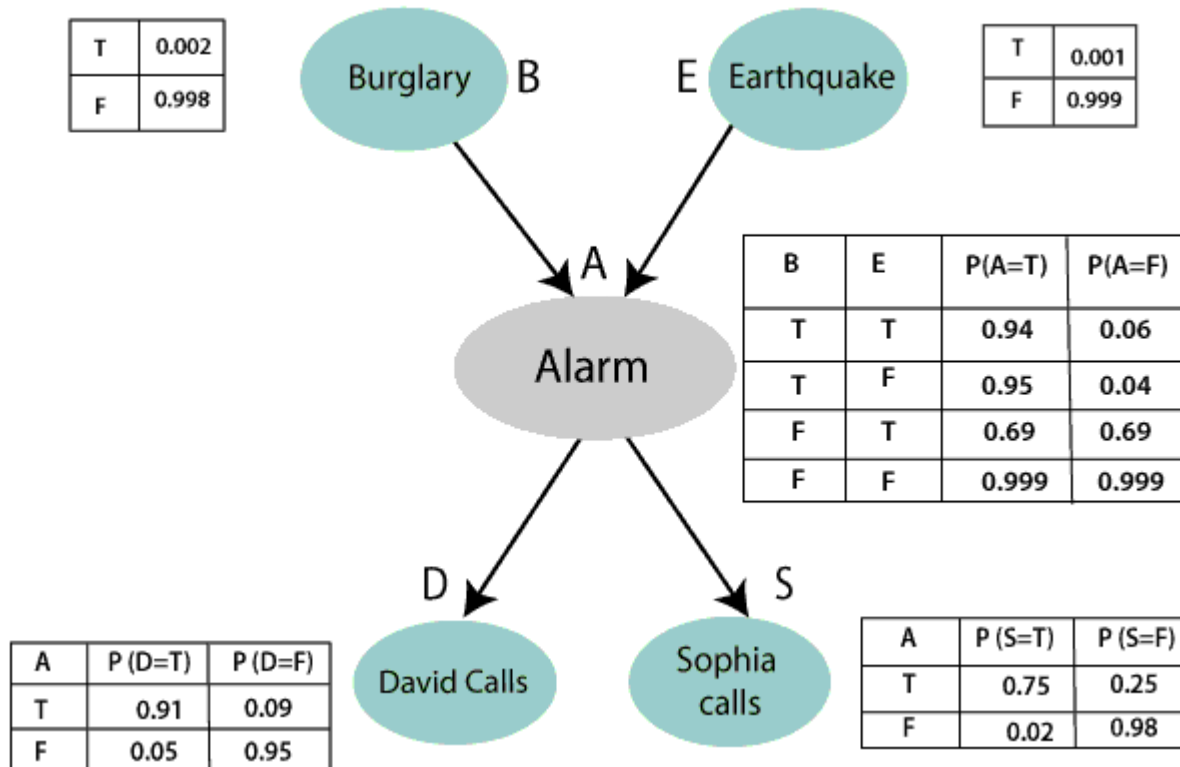 T 0.002
F 0.998
Burglary B
E Earthquake
T 0.001
F 0.999
A
Alarm
B E P(A=T) P(A=F)
T T 0.94 0.06
T F 0.95 0.04
F T 0.69 0.69
F F 0.999 0.999
D
S
A P (D=T) P (D=F)
T 0.91 0.09
F 0.05 0.95
David Calls
Sophia
calls
A P (S=T) P (S=F)
T 0.75 0.25
F 0.02 0.98